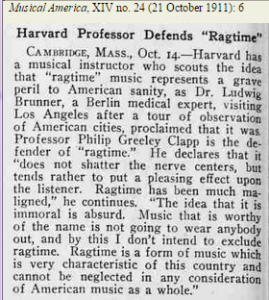 Musical America, XIV no. 24 (21 October 1911): 6
Harvard Professor Defends "Ragtime"
CAMBRIDGE, MASS., Oct. 14.—Harvard has
a musical instructor who scouts the idea
that "ragtime" music represents a grave
peril to American sanity, as Dr. Ludwig
Brunner, a Berlin medical expert, visiting
Los Angeles after a tour of observation
of American cities, proclaimed that it was.
Professor Philip Greeley Clapp is the de-
fender of "ragtime." He declares that it
"does not shatter the nerve centers, but
tends rather to put a pleasing effect upon
the listener. Ragtime has been much ma-
ligned," he continues. "The idea that it is
immoral is absurd. Music that is worthy
of the name is not going to wear anybody
out, and by this I don't intend to exclude
ragtime. Ragtime is a form of music which
is very characteristic of this country and
cannot be neglected in any consideration
of American music as a whole."